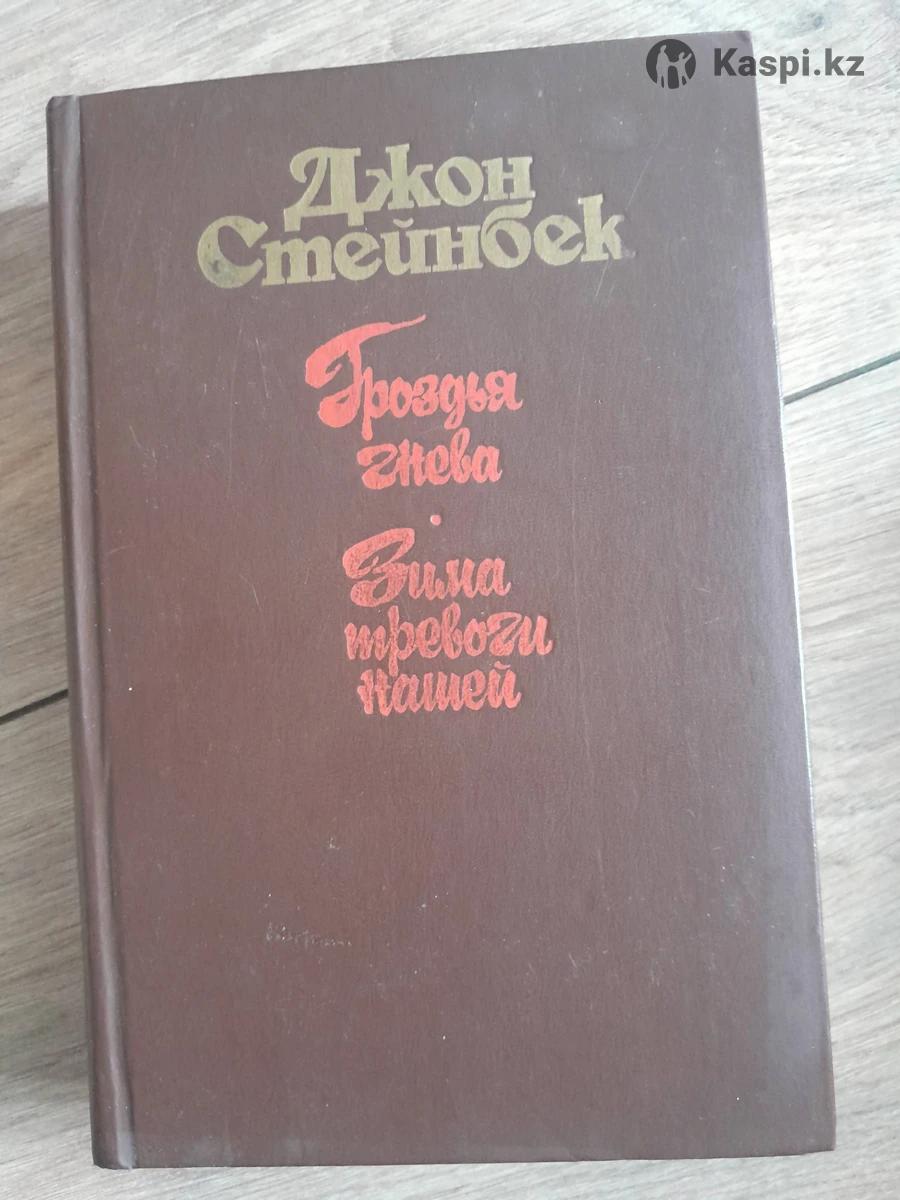 Kaspi.kz
Джон
Стейнбек
Гроздья
гнева
·
Зима
тревоги
нашей